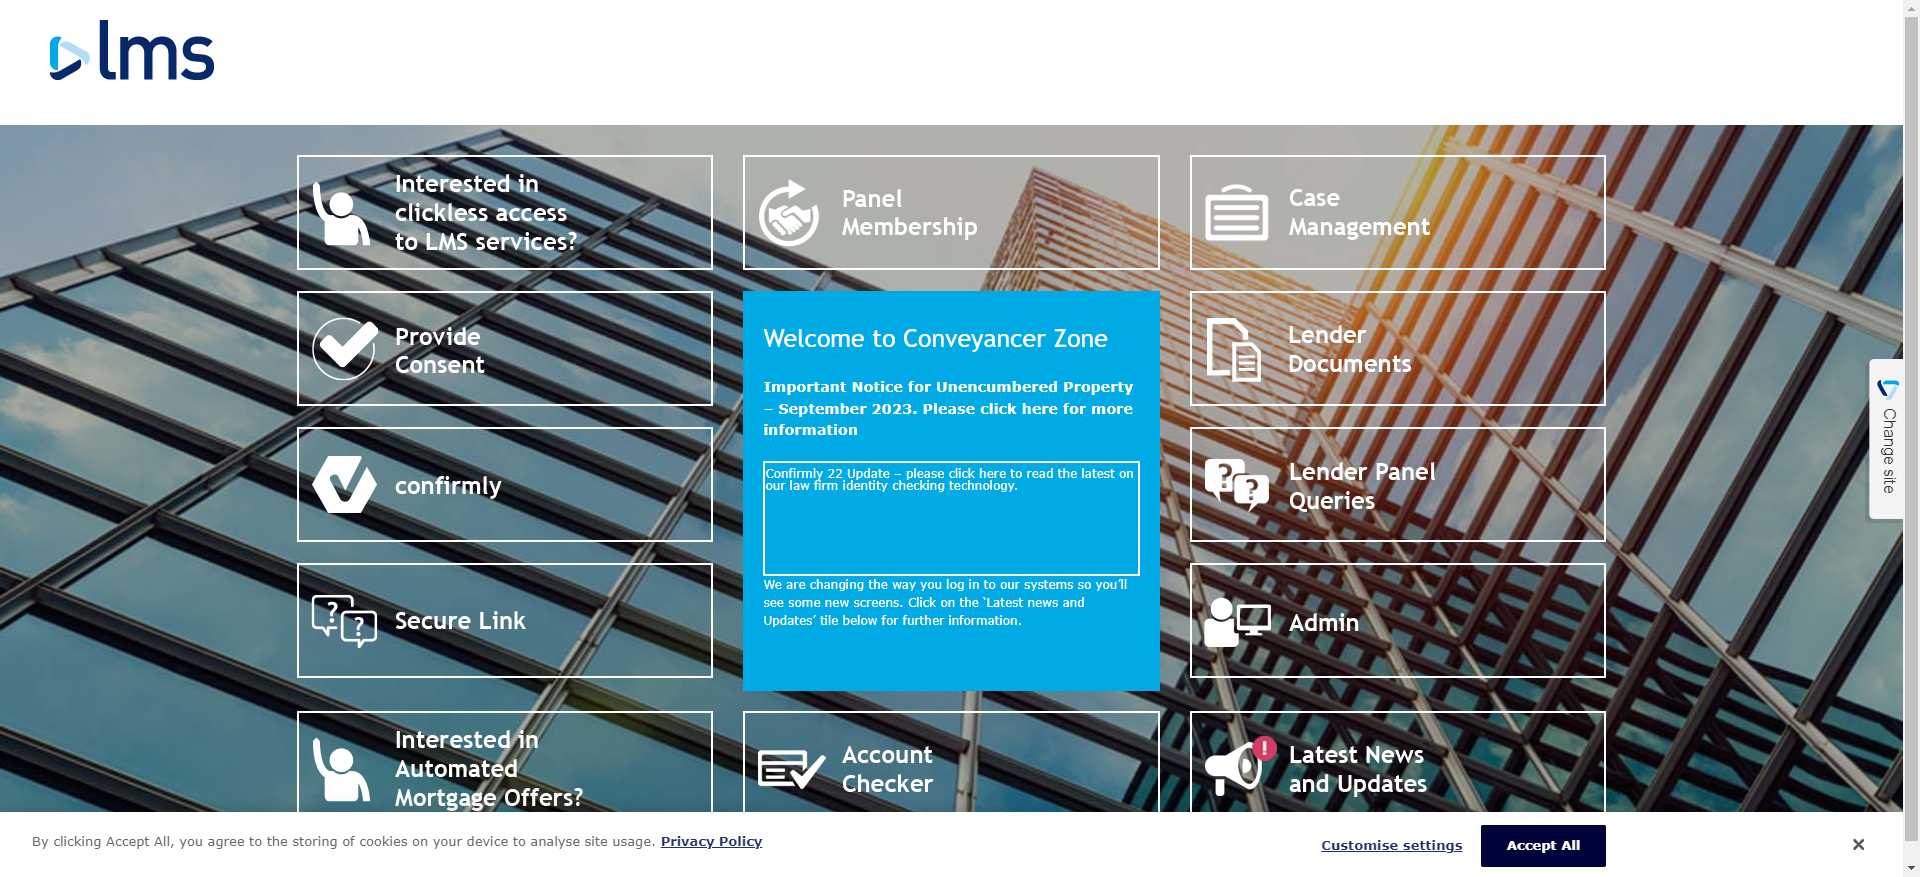 lms
Interested in
clickless access
to LMS services?
Panel
Membership
Case
Management
Provide
Consent
Welcome to Conveyancer Zone
Important Notice for Unencumbered Property
– September 2023. Please click here for more
information
Confirmly 22 Update – please click here to read the latest on
our law firm identity checking technology.
We are changing the way you log in to our systems so you'll
see some new screens. Click on the ‘Latest news and
Updates’ tile below for further information.
Lender
Documents
confirmly
Lender Panel
Queries
Secure Link
Admin
Interested in
Automated
Mortgage Offers?
Account
Checker
Latest News
and Updates
Change site
By clicking Accept All, you agree to the storing of cookies on your device to analyse site usage. Privacy Policy
Customise settings
Accept All